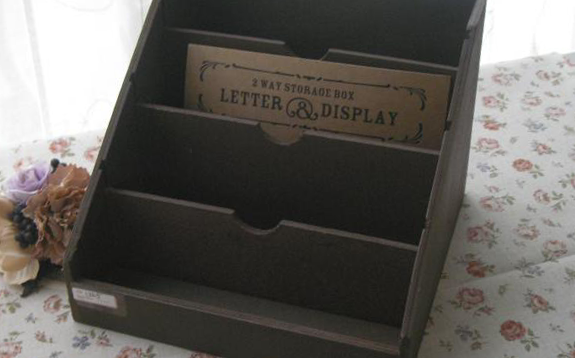 2 WAY STORAGE BOX
LETTER & DISPLAY